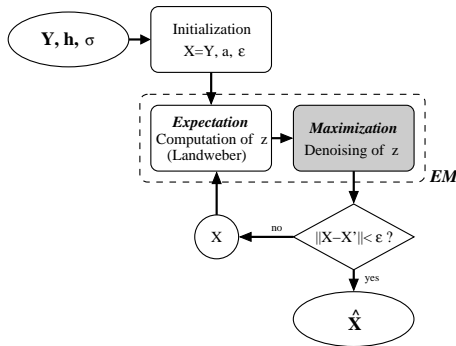 Y, h, σ
Initialization
X=Y, a, ε
Expectation
Computation of z
(Landweber)
Maximization
Denoising of z
EM
X
no
||X−X'||< ε ?
yes
X̂